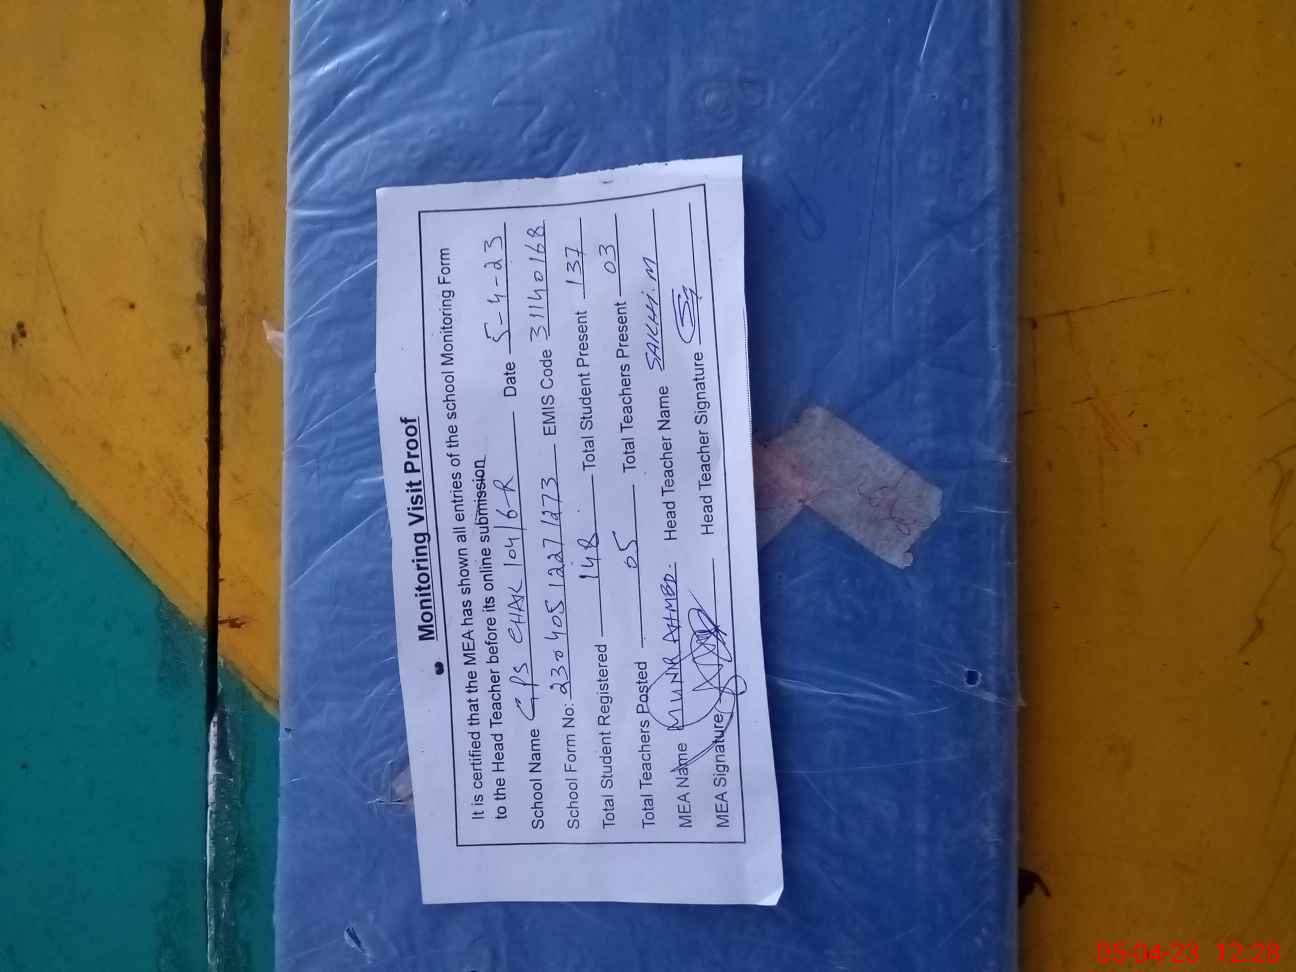 Monitoring Visit Proof
It is certified that the MEA has shown all entries of the school Monitoring Form
to the Head Teacher before its online submission
School Name GPS CHAK 104/6-R Date 5-4-23
School Form No: 23040512271273 EMIS Code 31140168
Total Student Registered 148 Total Student Present 137
Total Teachers Posted 05 Total Teachers Present 03
MEA Name MUNIR AHMED. Head Teacher Name SAKHI.M
MEA Signature Head Teacher Signature
05-04-23 12:28